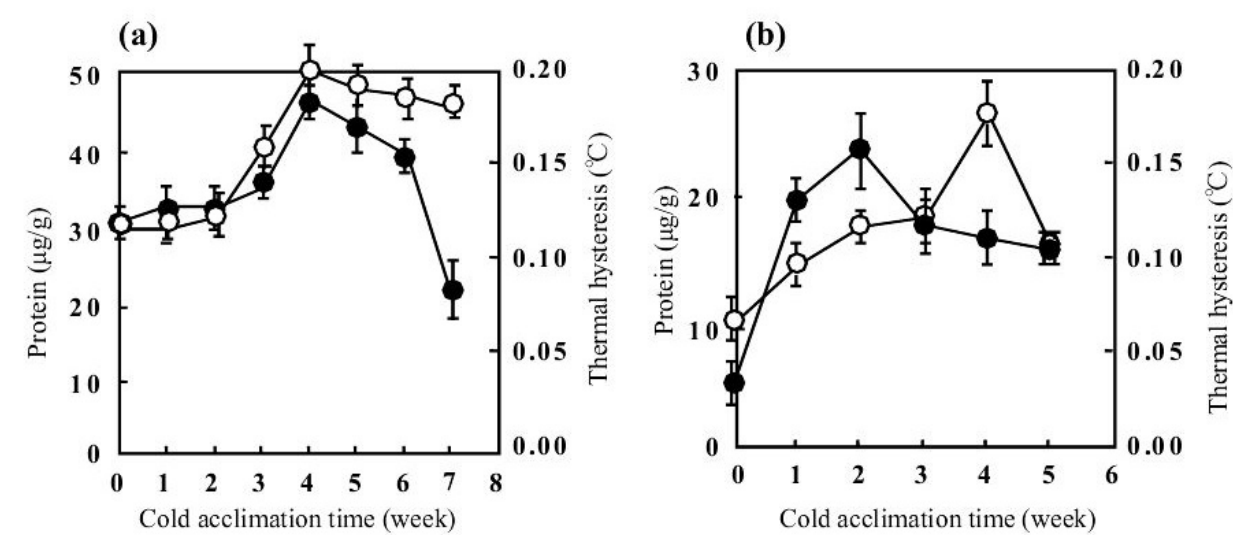 (a)
50
40
30
20
10
0
Protein (μg/g)
0.20
0.15
0.10
0.05
0.00
Thermal hysteresis (℃)
0 1 2 3 4 5 6 7 8
Cold acclimation time (week)
(b)
30
20
10
0
Protein (μg/g)
0.20
0.15
0.10
0.05
0.00
Thermal hysteresis (℃)
0 1 2 3 4 5 6
Cold acclimation time (week)